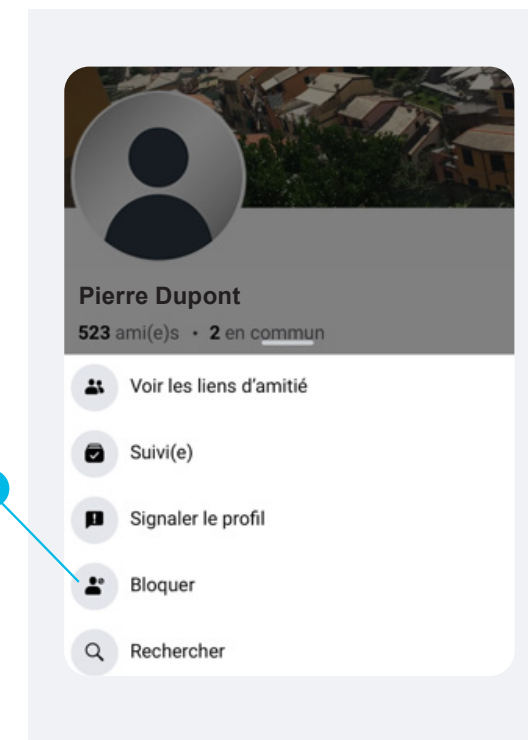 Pierre Dupont
523 ami(e)s • 2 en commun
Voir les liens d'amitié
Suivi(e)
Signaler le profil
Bloquer
Rechercher